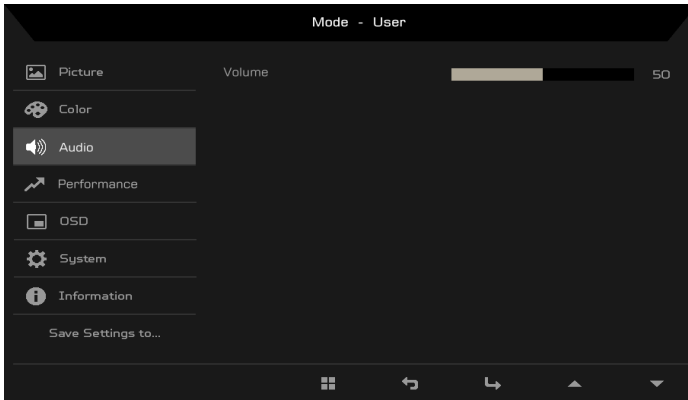 Mode - User
Picture
Volume
50
Color
Audio
Performance
OSD
System
Information
Save Settings to...